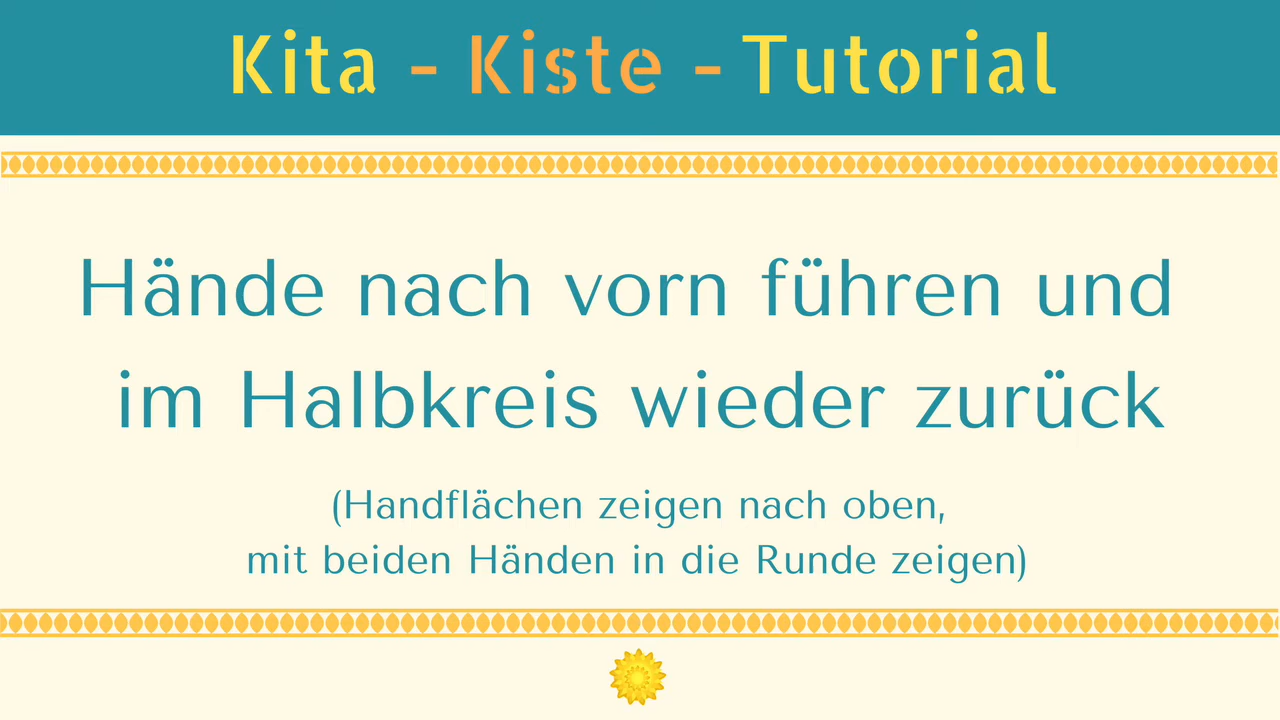 Kita - Kiste - Tutorial
Hände nach vorn führen und
im Halbkreis wieder zurück
(Handflächen zeigen nach oben,
mit beiden Händen in die Runde zeigen)